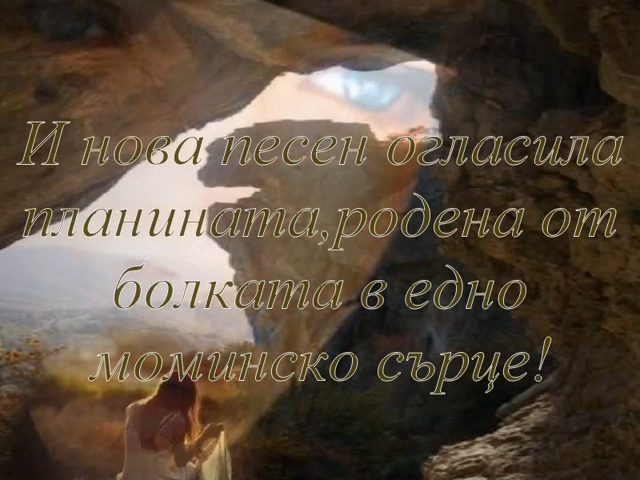 И нова песен огласила
планината,родена от
болката в едно
моминско сърце!